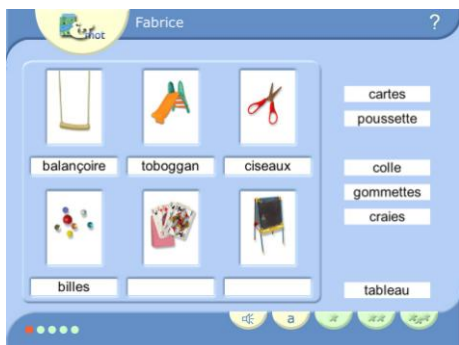 mot
Fabrice
?
balançoire
toboggan
ciseaux
billes
cartes
poussette
colle
gommettes
craies
tableau
a